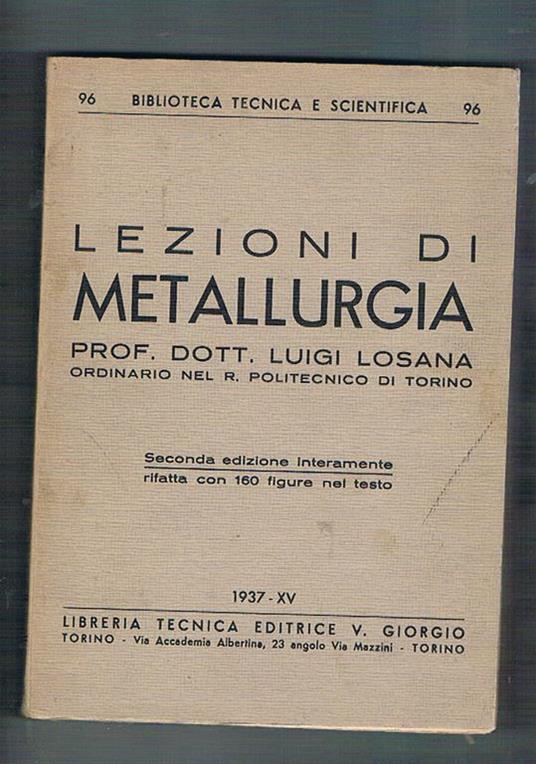 96 BIBLIOTECA TECNICA E SCIENTIFICA 96
LEZIONI DI
METALLURGIA
PROF. DOTT. LUIGI LOSANA
ORDINARIO NEL R. POLITECNICO DI TORINO
Seconda edizione interamente
rifatta con 160 figure nel testo
1937 - XV
LIBRERIA TECNICA EDITRICE V. GIORGIO
TORINO - Via Accademia Albertina, 23 angolo Via Mazzini - TORINO